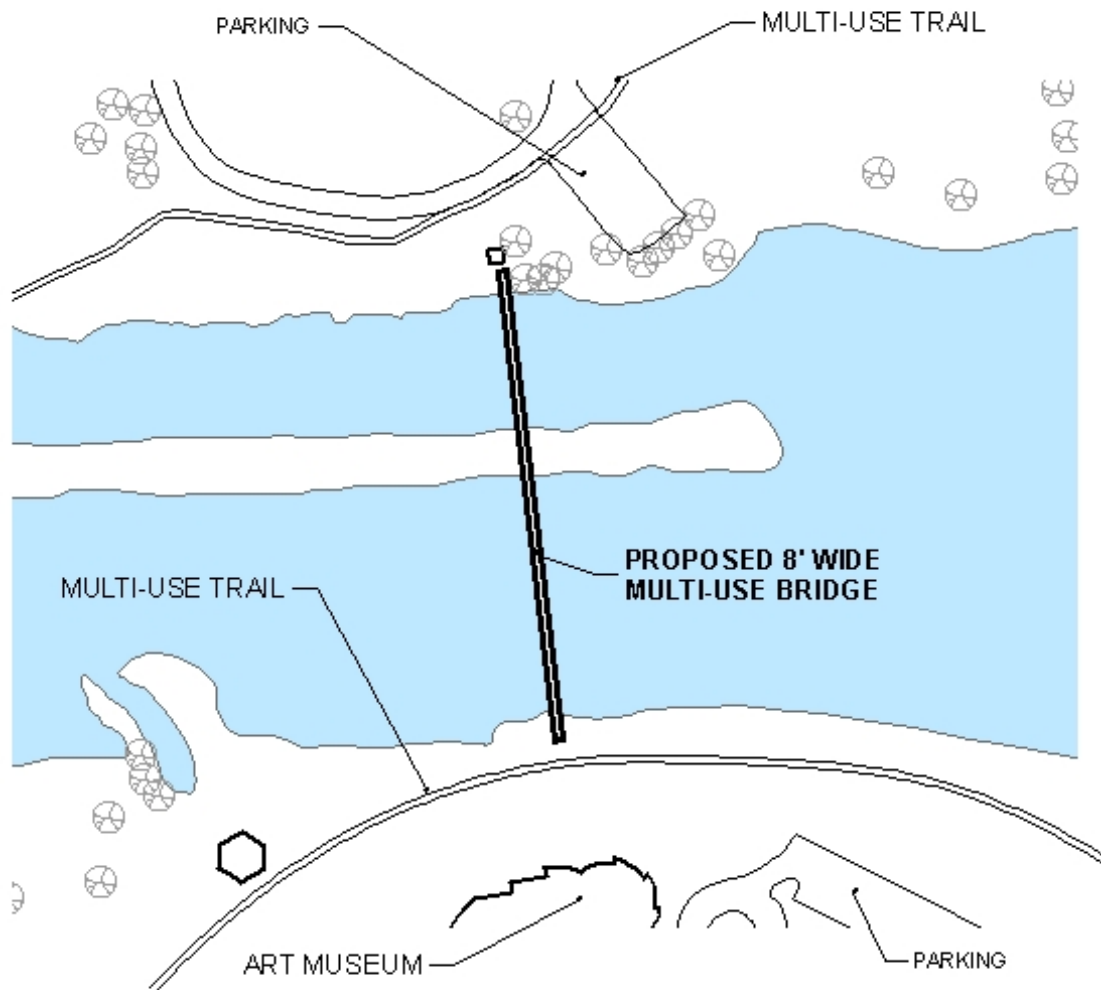 PARKING
MULTI-USE TRAIL
PROPOSED 8' WIDE
MULTI-USE BRIDGE
MULTI-USE TRAIL
ART MUSEUM
PARKING